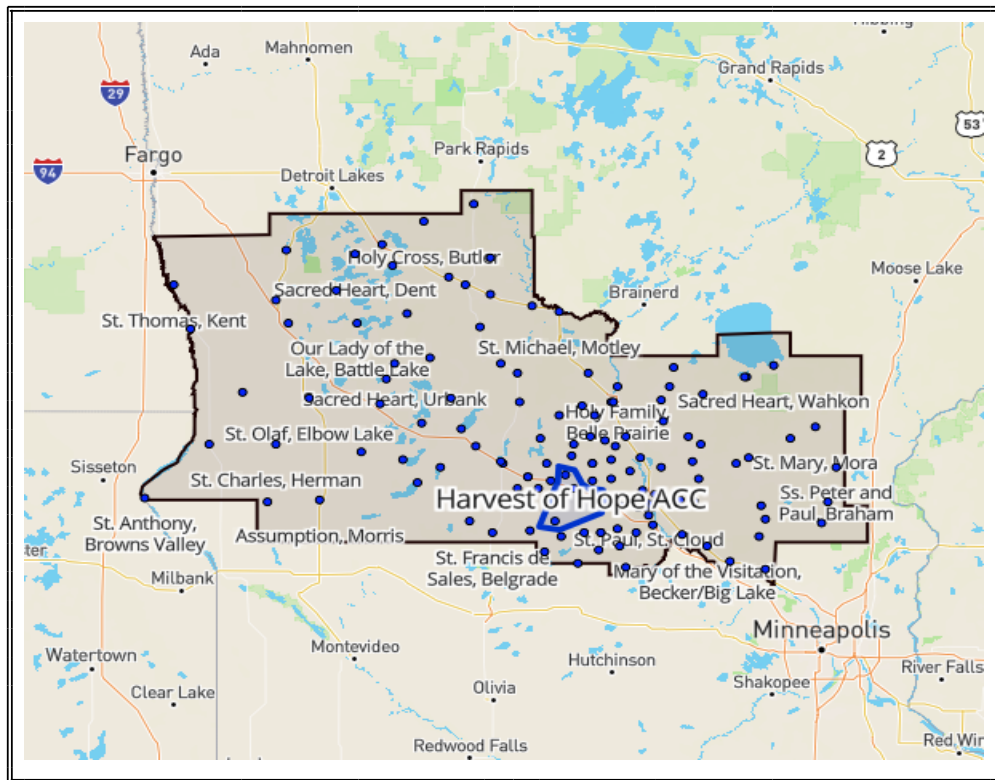 Ada
Mahnomen
Grand Rapids
29
53
Fargo
Park Rapids
2
94
Detroit Lakes
Holy Cross, Butler
Moose Lake
Sacred Heart, Dent
Brainerd
St. Thomas, Kent
Our Lady of the
Lake, Battle Lake
St. Michael, Motley
Sacred Heart, Urbank
Sacred Heart, Wahkon
Holy Family,
Belle Prairie
St. Olaf, Elbow Lake
Sisseton
St. Mary, Mora
St. Charles, Herman
Harvest of Hope ACC
Ss. Peter and
Paul, Braham
St. Anthony,
Browns Valley
Assumption, Morris
St. Paul, St. Cloud
St. Francis de
Sales, Belgrade
Mary of the Visitation,
Becker/Big Lake
Milbank
Minneapolis
Montevideo
Watertown
Hutchinson
River Falls
Clear Lake
Olivia
Shakopee
Redwood Falls
Red Win